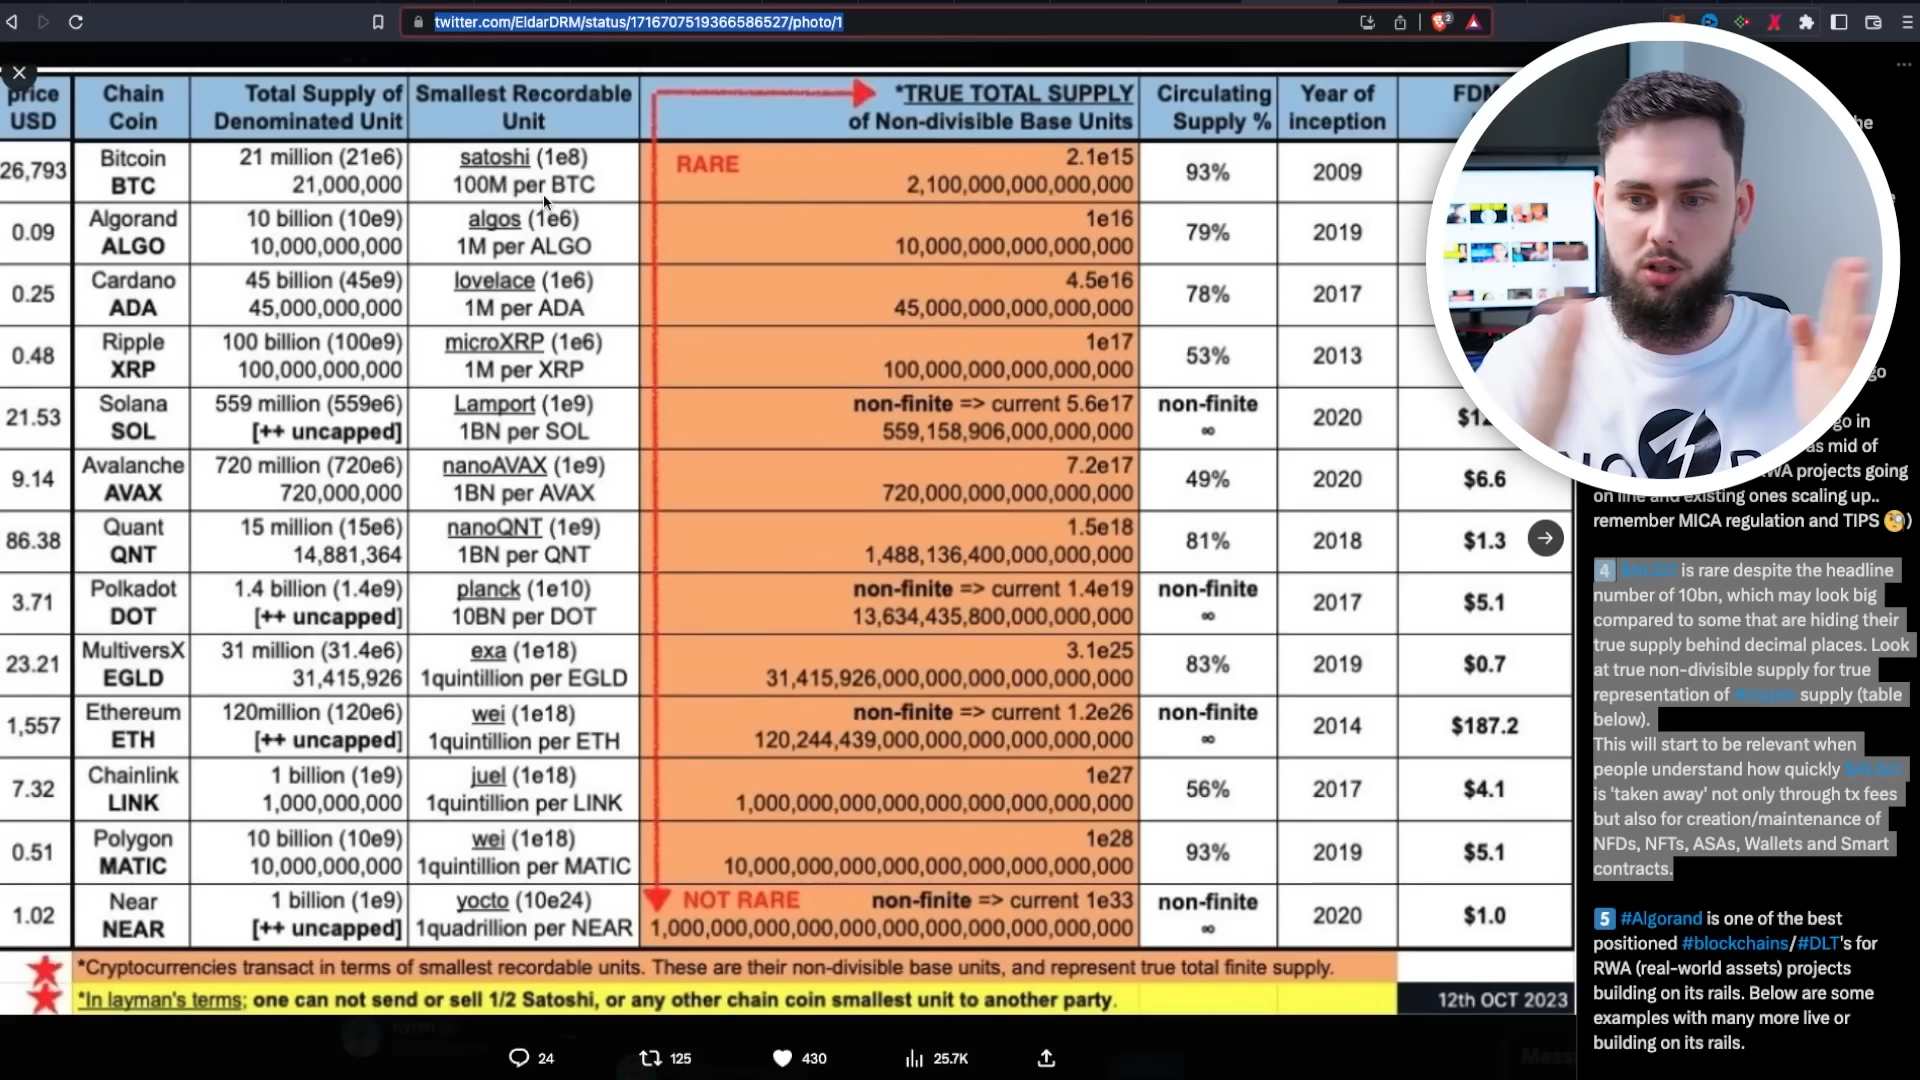 twitter.com/EldarDRM/status/1716707519366586527/photo/1
2
price USD
Chain Coin
Total Supply of Denominated Unit
Smallest Recordable Unit
*TRUE TOTAL SUPPLY of Non-divisible Base Units
Circulating Supply %
Year of inception
26,793
Bitcoin BTC
21 million (21e6) 21,000,000
satoshi (1e8) 100M per BTC
RARE
2.1e15 2,100,000,000,000,000
93%
2009
0.09
Algorand ALGO
10 billion (10e9) 10,000,000,000
algos (1e6) 1M per ALGO
1e16 10,000,000,000,000,000
79%
2019
0.25
Cardano ADA
45 billion (45e9) 45,000,000,000
lovelace (1e6) 1M per ADA
4.5e16 45,000,000,000,000,000
78%
2017
0.48
Ripple XRP
100 billion (100e9) 100,000,000,000
microXRP (1e6) 1M per XRP
1e17 100,000,000,000,000,000
53%
2013
21.53
Solana SOL
559 million (559e6) [++ uncapped]
Lamport (1e9) 1BN per SOL
non-finite => current 5.6e17 559,158,906,000,000,000
non-finite ∞
2020
9.14
Avalanche AVAX
720 million (720e6) 720,000,000
nanoAVAX (1e9) 1BN per AVAX
7.2e17 720,000,000,000,000,000
49%
2020
$6.6
86.38
Quant QNT
15 million (15e6) 14,881,364
nanoQNT (1e9) 1BN per QNT
1.5e18 1,488,136,400,000,000,000
81%
2018
$1.3
3.71
Polkadot DOT
1.4 billion (1.4e9) [++ uncapped]
planck (1e10) 10BN per DOT
non-finite => current 1.4e19 13,634,435,800,000,000,000
non-finite ∞
2017
$5.1
23.21
MultiversX EGLD
31 million (31.4e6) 31,415,926
exa (1e18) 1quintillion per EGLD
3.1e25 31,415,926,000,000,000,000,000,000
83%
2019
$0.7
1,557
Ethereum ETH
120million (120e6) [++ uncapped]
wei (1e18) 1quintillion per ETH
non-finite => current 1.2e26 120,244,439,000,000,000,000,000,000
non-finite ∞
2014
$187.2
7.32
Chainlink LINK
1 billion (1e9) 1,000,000,000
juel (1e18) 1quintillion per LINK
1e27 1,000,000,000,000,000,000,000,000,000
56%
2017
$4.1
0.51
Polygon MATIC
10 billion (10e9) 10,000,000,000
wei (1e18) 1quintillion per MATIC
1e28 10,000,000,000,000,000,000,000,000,000
93%
2019
$5.1
1.02
Near NEAR
1 billion (1e9) [++ uncapped]
yocto (10e24) 1quadrillion per NEAR
NOT RARE
non-finite => current 1e33 1,000,000,000,000,000,000,000,000,000,000,000
non-finite ∞
2020
$1.0
*Cryptocurrencies transact in terms of smallest recordable units. These are their non-divisible base units, and represent true total finite supply.
*In layman's terms; one can not send or sell 1/2 Satoshi, or any other chain coin smallest unit to another party.
12th OCT 2023
24
125
430
25.7K
go in
as mid of
projects going
on line and existing ones scaling up..
remember MICA regulation and TIPS 🧐)
4 $ALGO is rare despite the headline
number of 10bn, which may look big
compared to some that are hiding their
true supply behind decimal places. Look
at true non-divisible supply for true
representation of #crypto supply (table
below).
This will start to be relevant when
people understand how quickly $ALGO
is 'taken away' not only through tx fees
but also for creation/maintenance of
NFDs, NFTs, ASAs, Wallets and Smart
contracts.
5 #Algorand is one of the best
positioned #blockchains/#DLT's for
RWA (real-world assets) projects
building on its rails. Below are some
examples with many more live or
building on its rails.